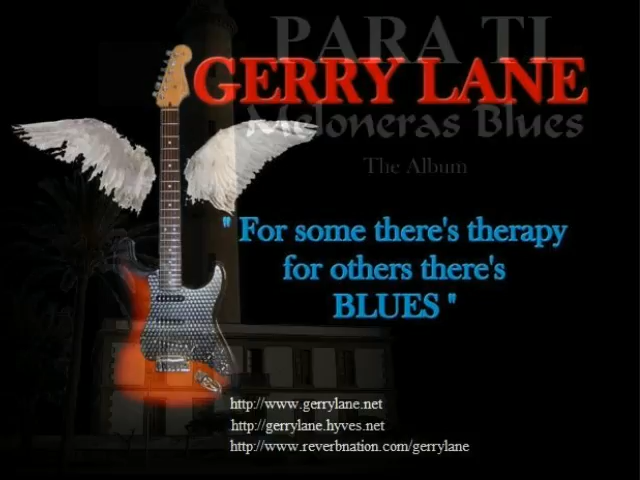 PARA TI
GERRY LANE
Meloneras Blues
The Album
" For some there's therapy
for others there's
BLUES "
http://www.gerrylane.net
http://gerrylane.hyves.net
http://www.reverbnation.com/gerrylane